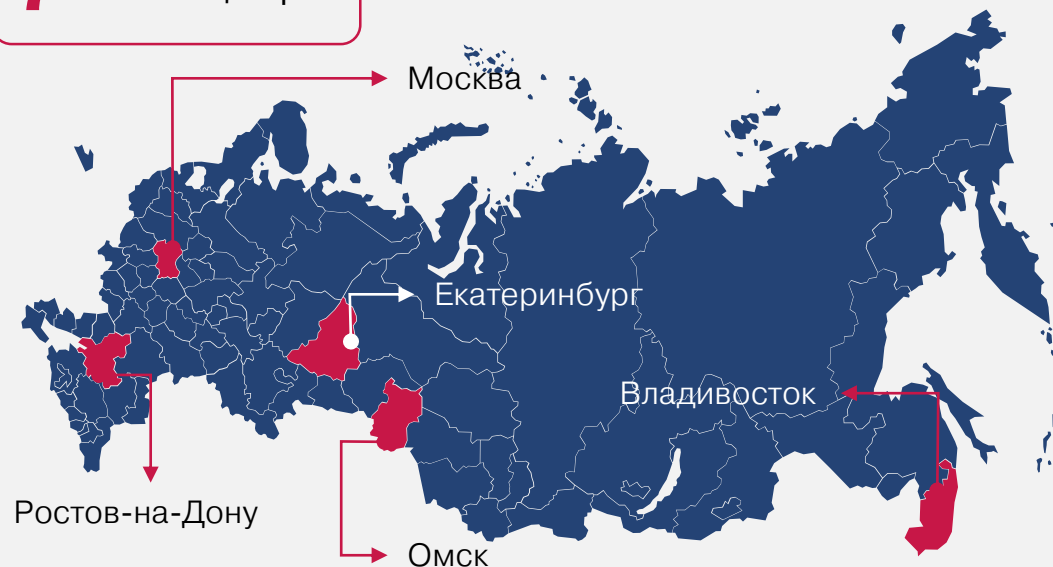 Москва
Екатеринбург
Владивосток
Ростов-на-Дону
Омск